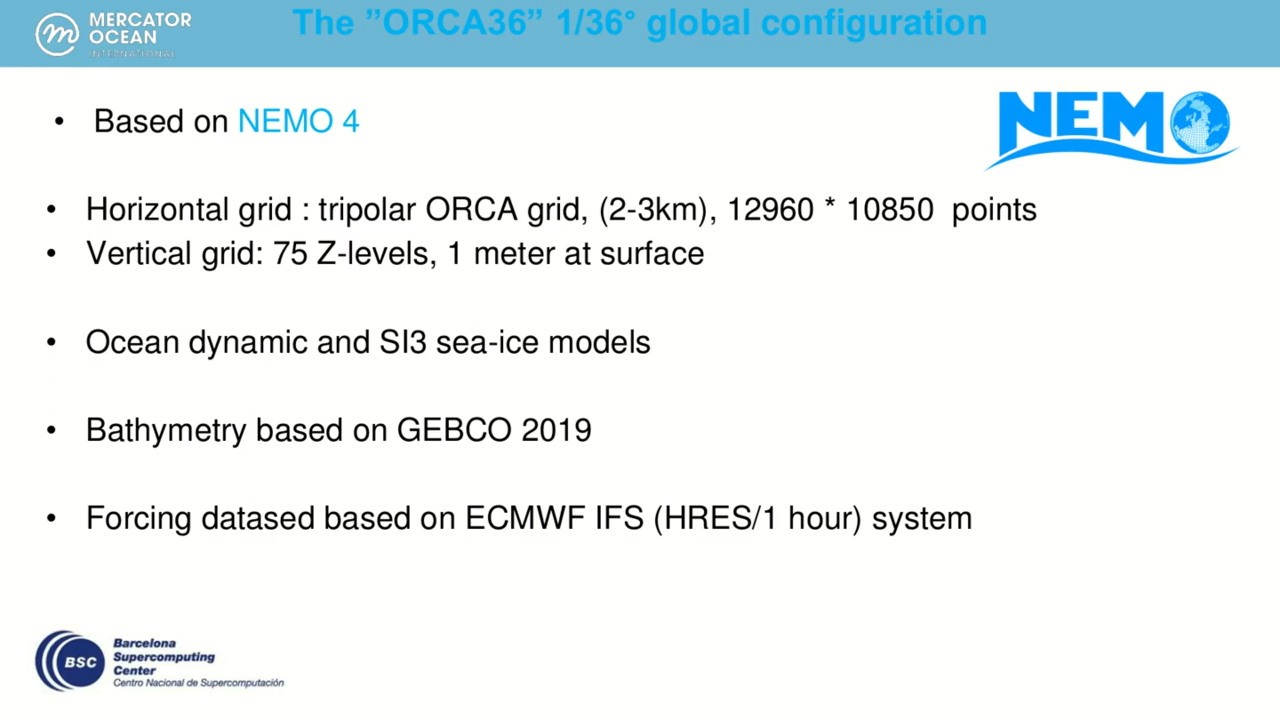 MERCATOR
OCEAN
INTERNATIONAL
The ”ORCA36” 1/36° global configuration
NEMO
• Based on NEMO 4
• Horizontal grid : tripolar ORCA grid, (2-3km), 12960 * 10850 points
• Vertical grid: 75 Z-levels, 1 meter at surface
• Ocean dynamic and SI3 sea-ice models
• Bathymetry based on GEBCO 2019
• Forcing datased based on ECMWF IFS (HRES/1 hour) system
BSC
Barcelona
Supercomputing
Center
Centro Nacional de Supercomputación